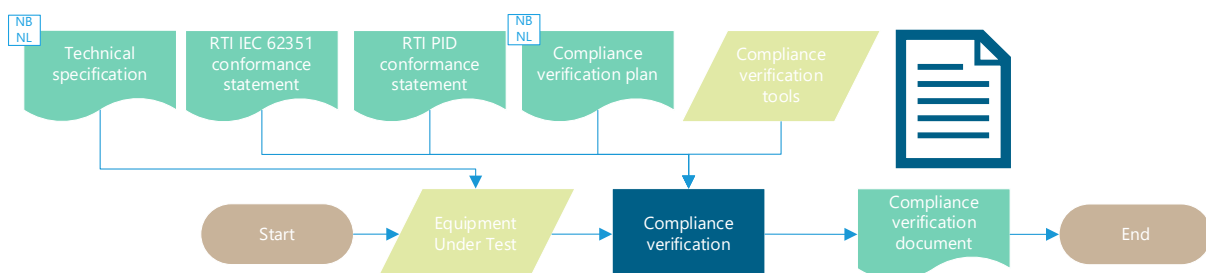 NB
NL
Technical
specification
RTI IEC 62351
conformance
statement
RTI PID
conformance
statement
NB
NL
Compliance
verification plan
Compliance
verification
tools
Start
Equipment
Under Test
Compliance
verification
Compliance
verification
document
End